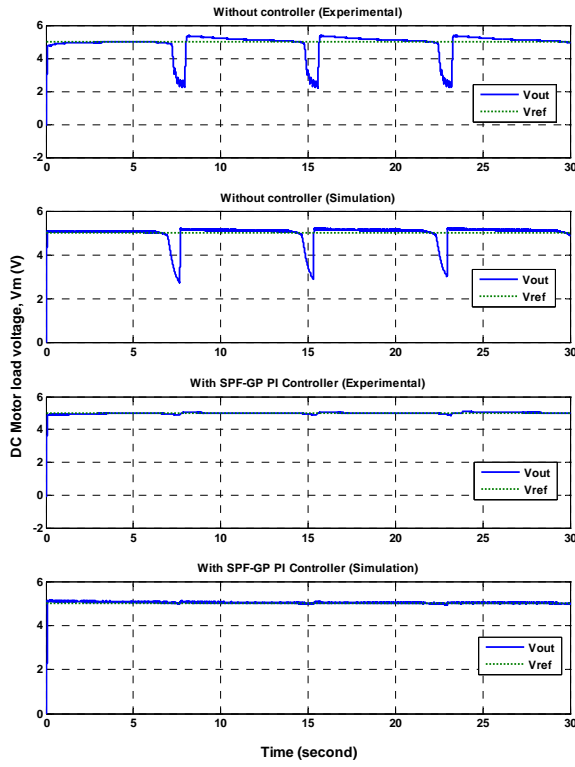 Without controller (Experimental)
6
4
2
0
-2
0 5 10 15 20 25 30
Vout
Vref
Without controller (Simulation)
6
4
2
0
0 5 10 15 20 25 30
Vout
Vref
DC Motor load voltage, Vm (V)
With SPF-GP PI Controller (Experimental)
6
4
2
0
-2
0 5 10 15 20 25 30
Vout
Vref
With SPF-GP PI Controller (Simulation)
6
4
2
0
0 5 10 15 20 25 30
Vout
Vref
Time (second)